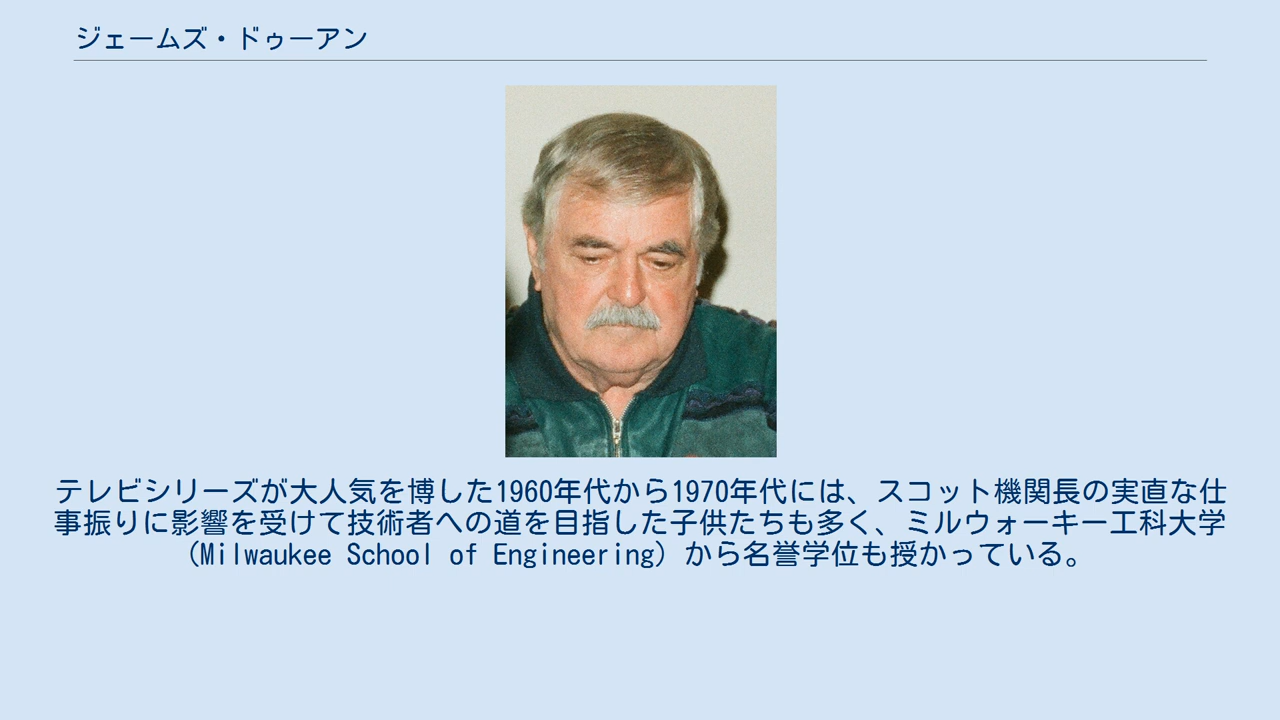 ジェームズ・ドゥーアン
テレビシリーズが大人気を博した1960年代から1970年代には、スコット機関長の実直な仕
事振りに影響を受けて技術者への道を目指した子供たちも多く、ミルウォーキー工科大学
（Milwaukee School of Engineering）から名誉学位も授かっている。